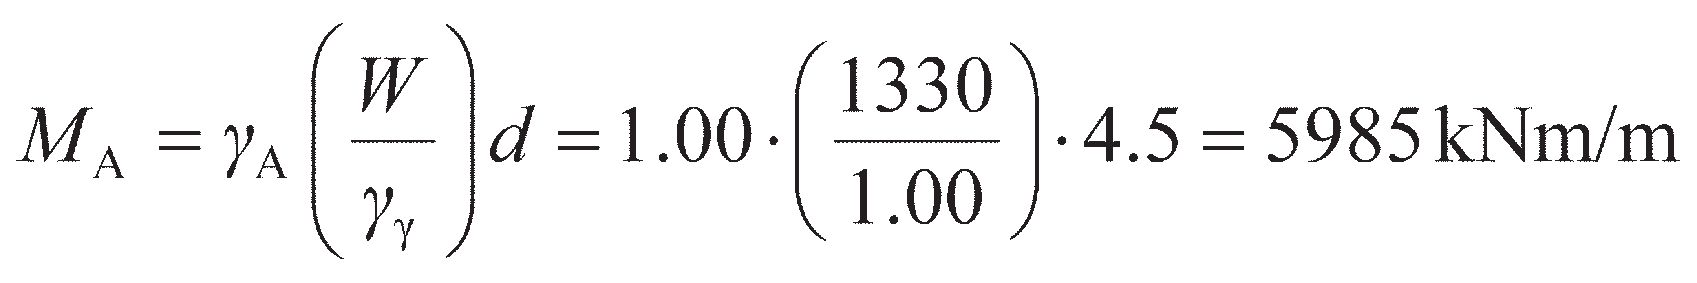 M_A = γ_A (W/γ_γ) d = 1.00 · (1330/1.00) · 4.5 = 5985 kNm/m